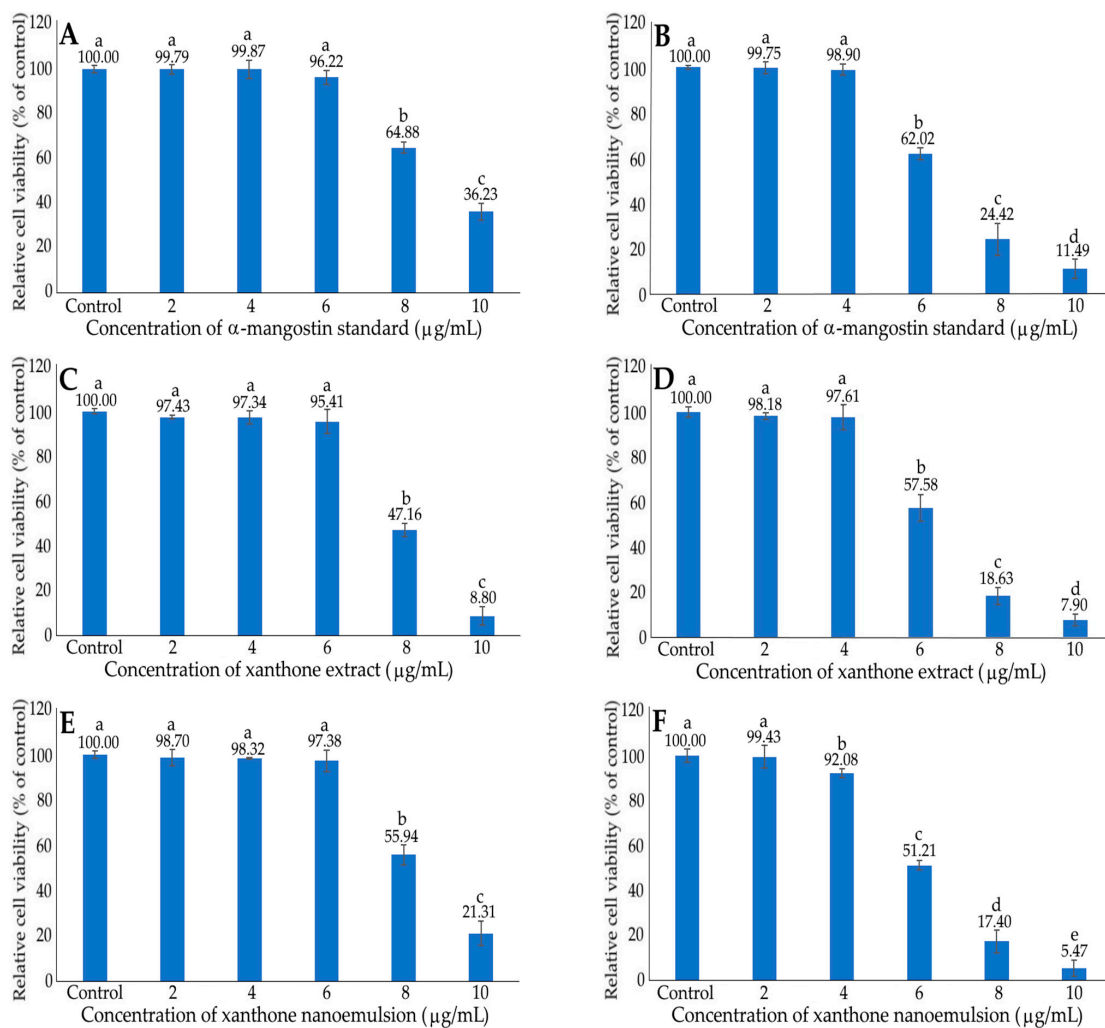 A
Relative cell viability (% of control)
120
100
80
60
40
20
0
a a a a b c
100.00 99.79 99.87 96.22 64.88 36.23
Control 2 4 6 8 10
Concentration of α-mangostin standard (µg/mL)
B
Relative cell viability (% of control)
120
100
80
60
40
20
0
a a a b c d
100.00 99.75 98.90 62.02 24.42 11.49
Control 2 4 6 8 10
Concentration of α-mangostin standard (µg/mL)
C
Relative cell viability (% of control)
120
100
80
60
40
20
0
a a a a b c
100.00 97.43 97.34 95.41 47.16 8.80
Control 2 4 6 8 10
Concentration of xanthone extract (µg/mL)
D
Relative cell viability (% of control)
120
100
80
60
40
20
0
a a a b c d
100.00 98.18 97.61 57.58 18.63 7.90
Control 2 4 6 8 10
Concentration of xanthone extract (µg/mL)
E
Relative cell viability (% of control)
120
100
80
60
40
20
0
a a a a b c
100.00 98.70 98.32 97.38 55.94 21.31
Control 2 4 6 8 10
Concentration of xanthone nanoemulsion (µg/mL)
F
Relative cell viability (% of control)
120
100
80
60
40
20
0
a a b c d e
100.00 99.43 92.08 51.21 17.40 5.47
Control 2 4 6 8 10
Concentration of xanthone nanoemulsion (µg/mL)